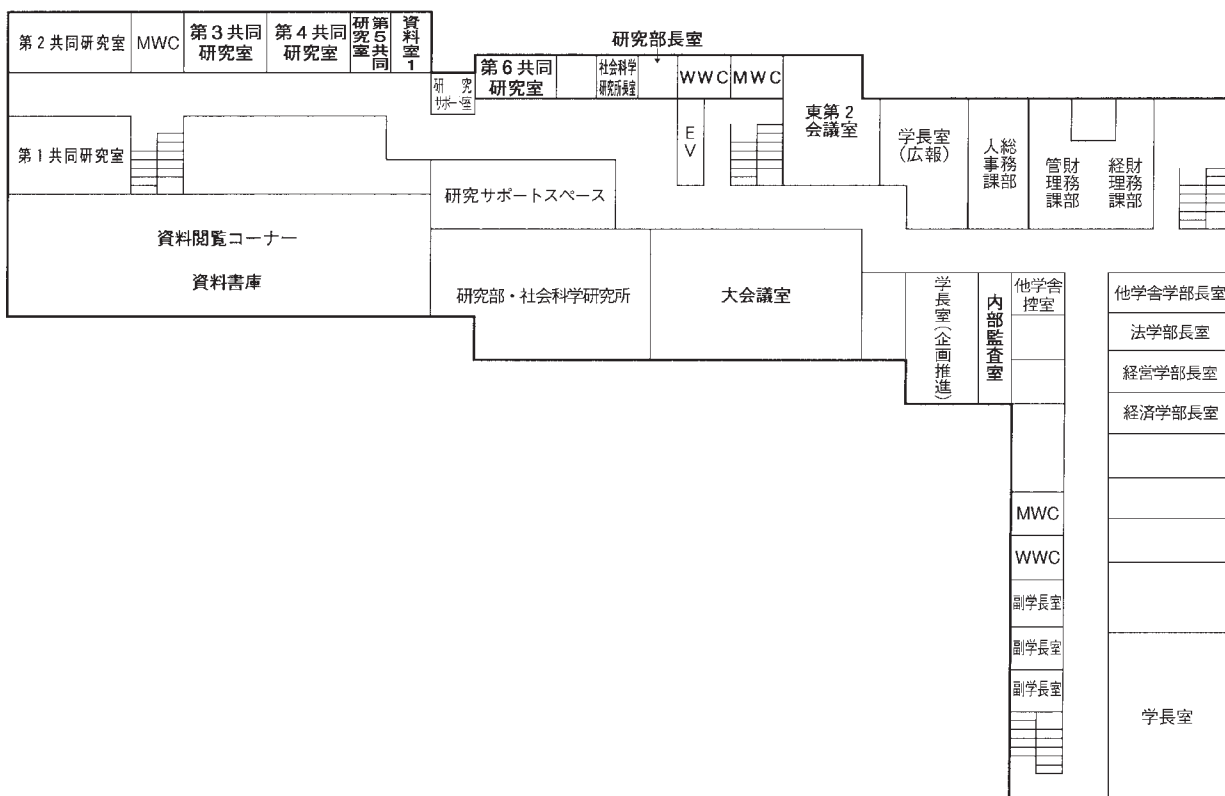 第2共同研究室
MWC
第3共同
研究室
第4共同
研究室
第5共同
研究室
資料室1
研究
サポート室
第6共同
研究室
社会科学
研究所長室
研究部長室
WWC
MWC
東第2
会議室
学長室
(広報)
総務部
人事課
財務部
管理課
財務部
経理課
第1共同研究室
EV
研究サポートスペース
資料閲覧コーナー
資料書庫
研究部・社会科学研究所
大会議室
学長室(企画推進)
内部監査室
他学舎
控室
他学舎学部長室
法学部長室
経営学部長室
経済学部長室
MWC
WWC
副学長室
副学長室
副学長室
学長室